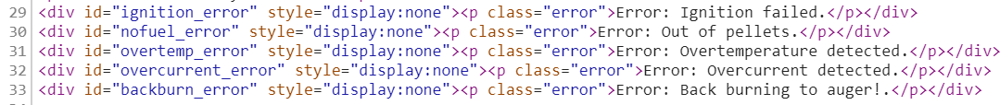 29 <div id="ignition_error" style="display:none"><p class="error">Error: Ignition failed.</p></div>
30 <div id="nofuel_error" style="display:none"><p class="error">Error: Out of pellets.</p></div>
31 <div id="overtemp_error" style="display:none"><p class="error">Error: Overtemperature detected.</p></div>
32 <div id="overcurrent_error" style="display:none"><p class="error">Error: Overcurrent detected.</p></div>
33 <div id="backburn_error" style="display:none"><p class="error">Error: Back burning to auger!.</p></div>